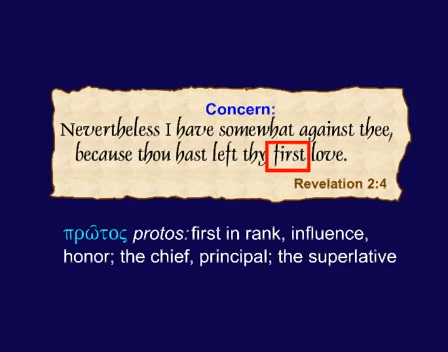 Concern:
Nevertheless I have somewhat against thee,
because thou hast left thy first love.
Revelation 2:4
πρῶτος protos: first in rank, influence,
honor; the chief, principal; the superlative